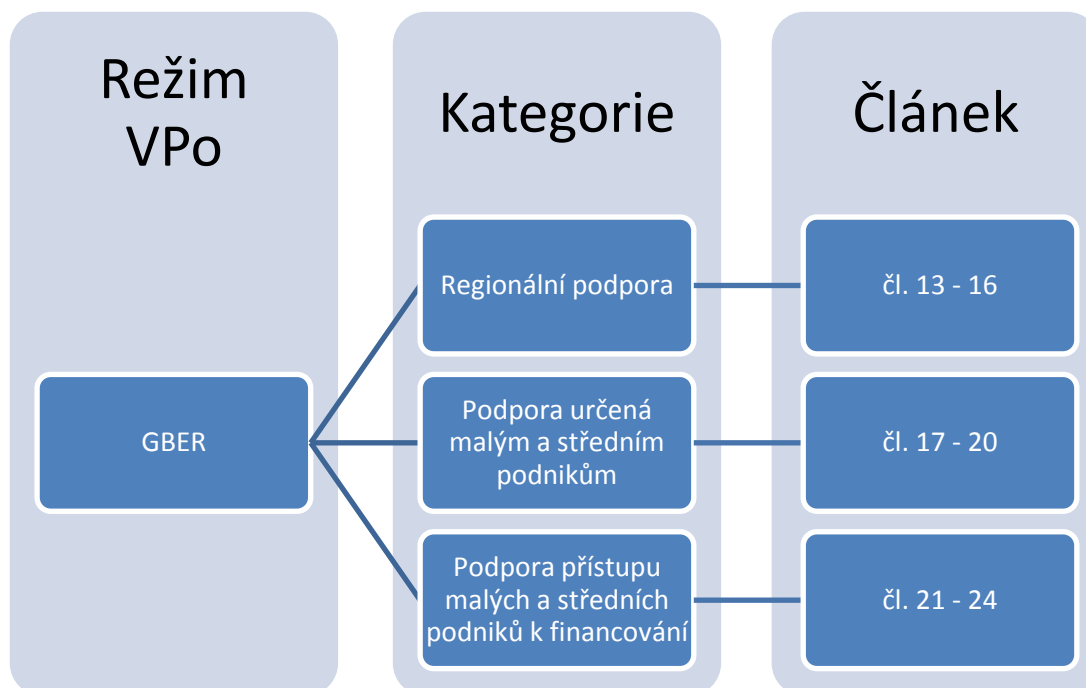 Režim
VPo
Kategorie
Článek
GBER
Regionální podpora
čl. 13 - 16
Podpora určená
malým a středním
podnikům
čl. 17 - 20
Podpora přístupu
malých a středních
podniků k financování
čl. 21 - 24